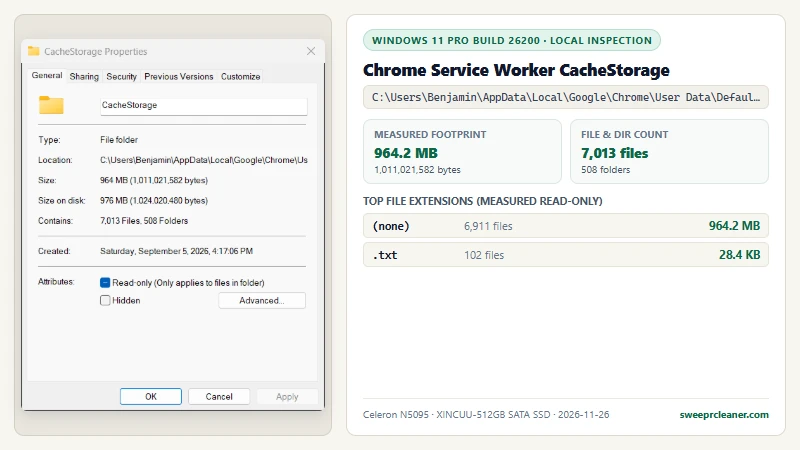 CacheStorage Properties
General Sharing Security Previous Versions Customize
CacheStorage
Type: File folder
Location: C:\Users\Benjamin\AppData\Local\Google\Chrome\Us
Size: 964 MB (1,011,021,582 bytes)
Size on disk: 976 MB (1,024,020,480 bytes)
Contains: 7,013 Files, 508 Folders
Created: Saturday, September 5, 2026, 4:17:06 PM
Attributes: Read-only (Only applies to files in folder)
Hidden Advanced...
OK Cancel Apply
WINDOWS 11 PRO BUILD 26200 · LOCAL INSPECTION
Chrome Service Worker CacheStorage
C:\Users\Benjamin\AppData\Local\Google\Chrome\User Data\Defaul…
MEASURED FOOTPRINT
964.2 MB
1,011,021,582 bytes
FILE & DIR COUNT
7,013 files
508 folders
TOP FILE EXTENSIONS (MEASURED READ-ONLY)
(none) 6,911 files 964.2 MB
.txt 102 files 28.4 KB
Celeron N5095 · XINCUU-512GB SATA SSD · 2026-11-26 sweeprcleaner.com